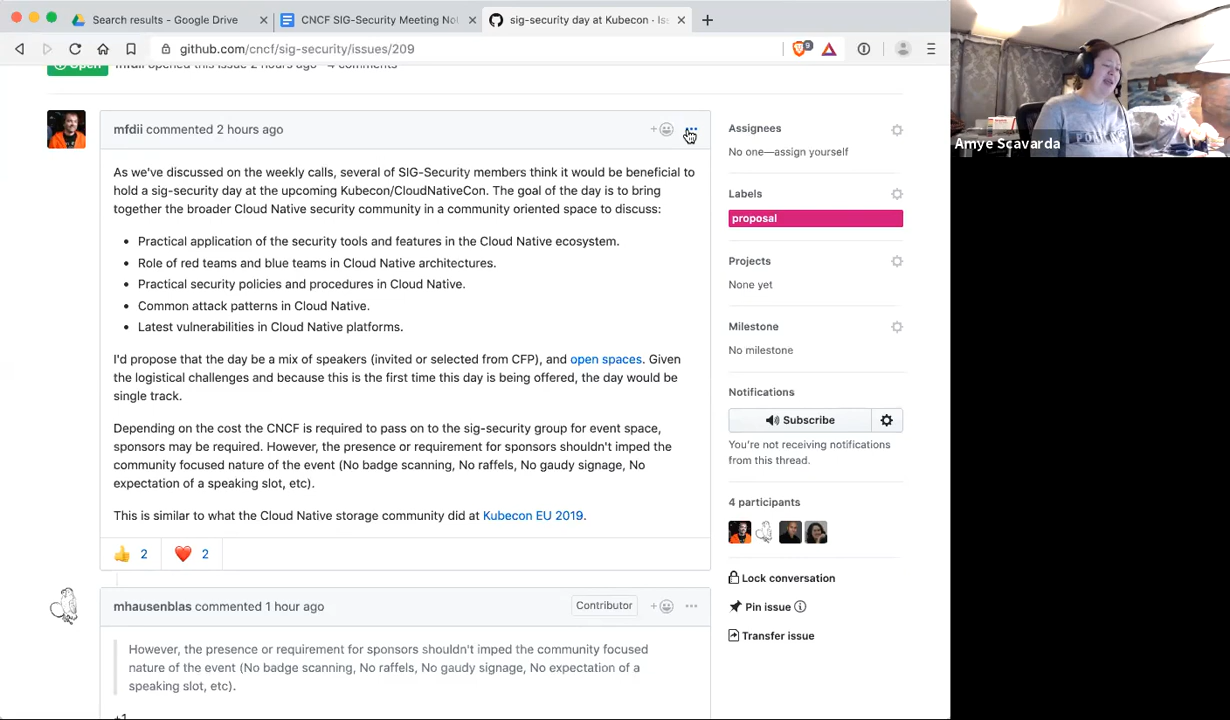 Search results - Google Drive
CNCF SIG-Security Meeting No
sig-security day at Kubecon · Iss
github.com/cncf/sig-security/issues/209
9
Open
mfdii opened this issue 2 hours ago · 4 comments
mfdii commented 2 hours ago
As we've discussed on the weekly calls, several of SIG-Security members think it would be beneficial to
hold a sig-security day at the upcoming Kubecon/CloudNativeCon. The goal of the day is to bring
together the broader Cloud Native security community in a community oriented space to discuss:
• Practical application of the security tools and features in the Cloud Native ecosystem.
• Role of red teams and blue teams in Cloud Native architectures.
• Practical security policies and procedures in Cloud Native.
• Common attack patterns in Cloud Native.
• Latest vulnerabilities in Cloud Native platforms.
I'd propose that the day be a mix of speakers (invited or selected from CFP), and open spaces. Given
the logistical challenges and because this is the first time this day is being offered, the day would be
single track.
Depending on the cost the CNCF is required to pass on to the sig-security group for event space,
sponsors may be required. However, the presence or requirement for sponsors shouldn't imped the
community focused nature of the event (No badge scanning, No raffels, No gaudy signage, No
expectation of a speaking slot, etc).
This is similar to what the Cloud Native storage community did at Kubecon EU 2019.
👍 2 ❤️ 2
mhausenblas commented 1 hour ago
Contributor
However, the presence or requirement for sponsors shouldn't imped the community focused
nature of the event (No badge scanning, No raffels, No gaudy signage, No expectation of a
speaking slot, etc).
+1
Assignees
No one—assign yourself
Labels
proposal
Projects
None yet
Milestone
No milestone
Notifications
Subscribe
You're not receiving notifications
from this thread.
4 participants
Lock conversation
Pin issue
Transfer issue
Amye Scavarda